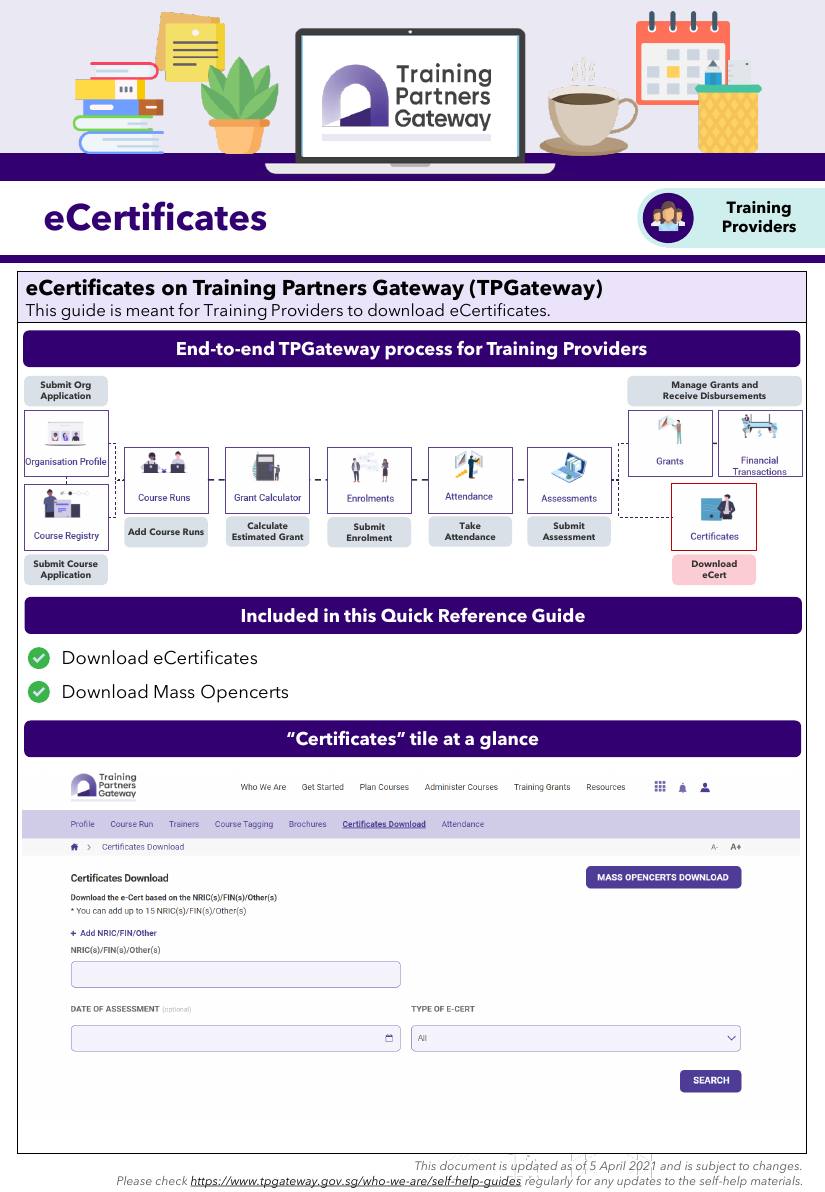 Training
Partners
Gateway
eCertificates
Training
Providers
eCertificates on Training Partners Gateway (TPGateway)
This guide is meant for Training Providers to download eCertificates.
End-to-end TPGateway process for Training Providers
Submit Org
Application
Manage Grants and
Receive Disbursements
Organisation Profile
Course Registry
Submit Course
Application
Course Runs
Add Course Runs
Grant Calculator
Calculate
Estimated Grant
Enrolments
Submit
Enrolment
Attendance
Take
Attendance
Assessments
Submit
Assessment
Grants
Financial
Transactions
Certificates
Download
eCert
Included in this Quick Reference Guide
Download eCertificates
Download Mass Opencerts
“Certificates” tile at a glance
Training
Partners
Gateway
Who We Are Get Started Plan Courses Administer Courses Training Grants Resources
Profile Course Run Trainers Course Tagging Brochures Certificates Download Attendance
Certificates Download A- A+
Certificates Download
MASS OPENCERTS DOWNLOAD
Download the e-Cert based on the NRIC(s)/FIN(s)/Other(s)
* You can add up to 15 NRIC(s)/FIN(s)/Other(s)
+ Add NRIC/FIN/Other
NRIC(s)/FIN(s)/Other(s)
DATE OF ASSESSMENT (optional) TYPE OF E-CERT
All
SEARCH
This document is updated as of 5 April 2021 and is subject to changes.
Please check https://www.tpgateway.gov.sg/who-we-are/self-help-guides regularly for any updates to the self-help materials.